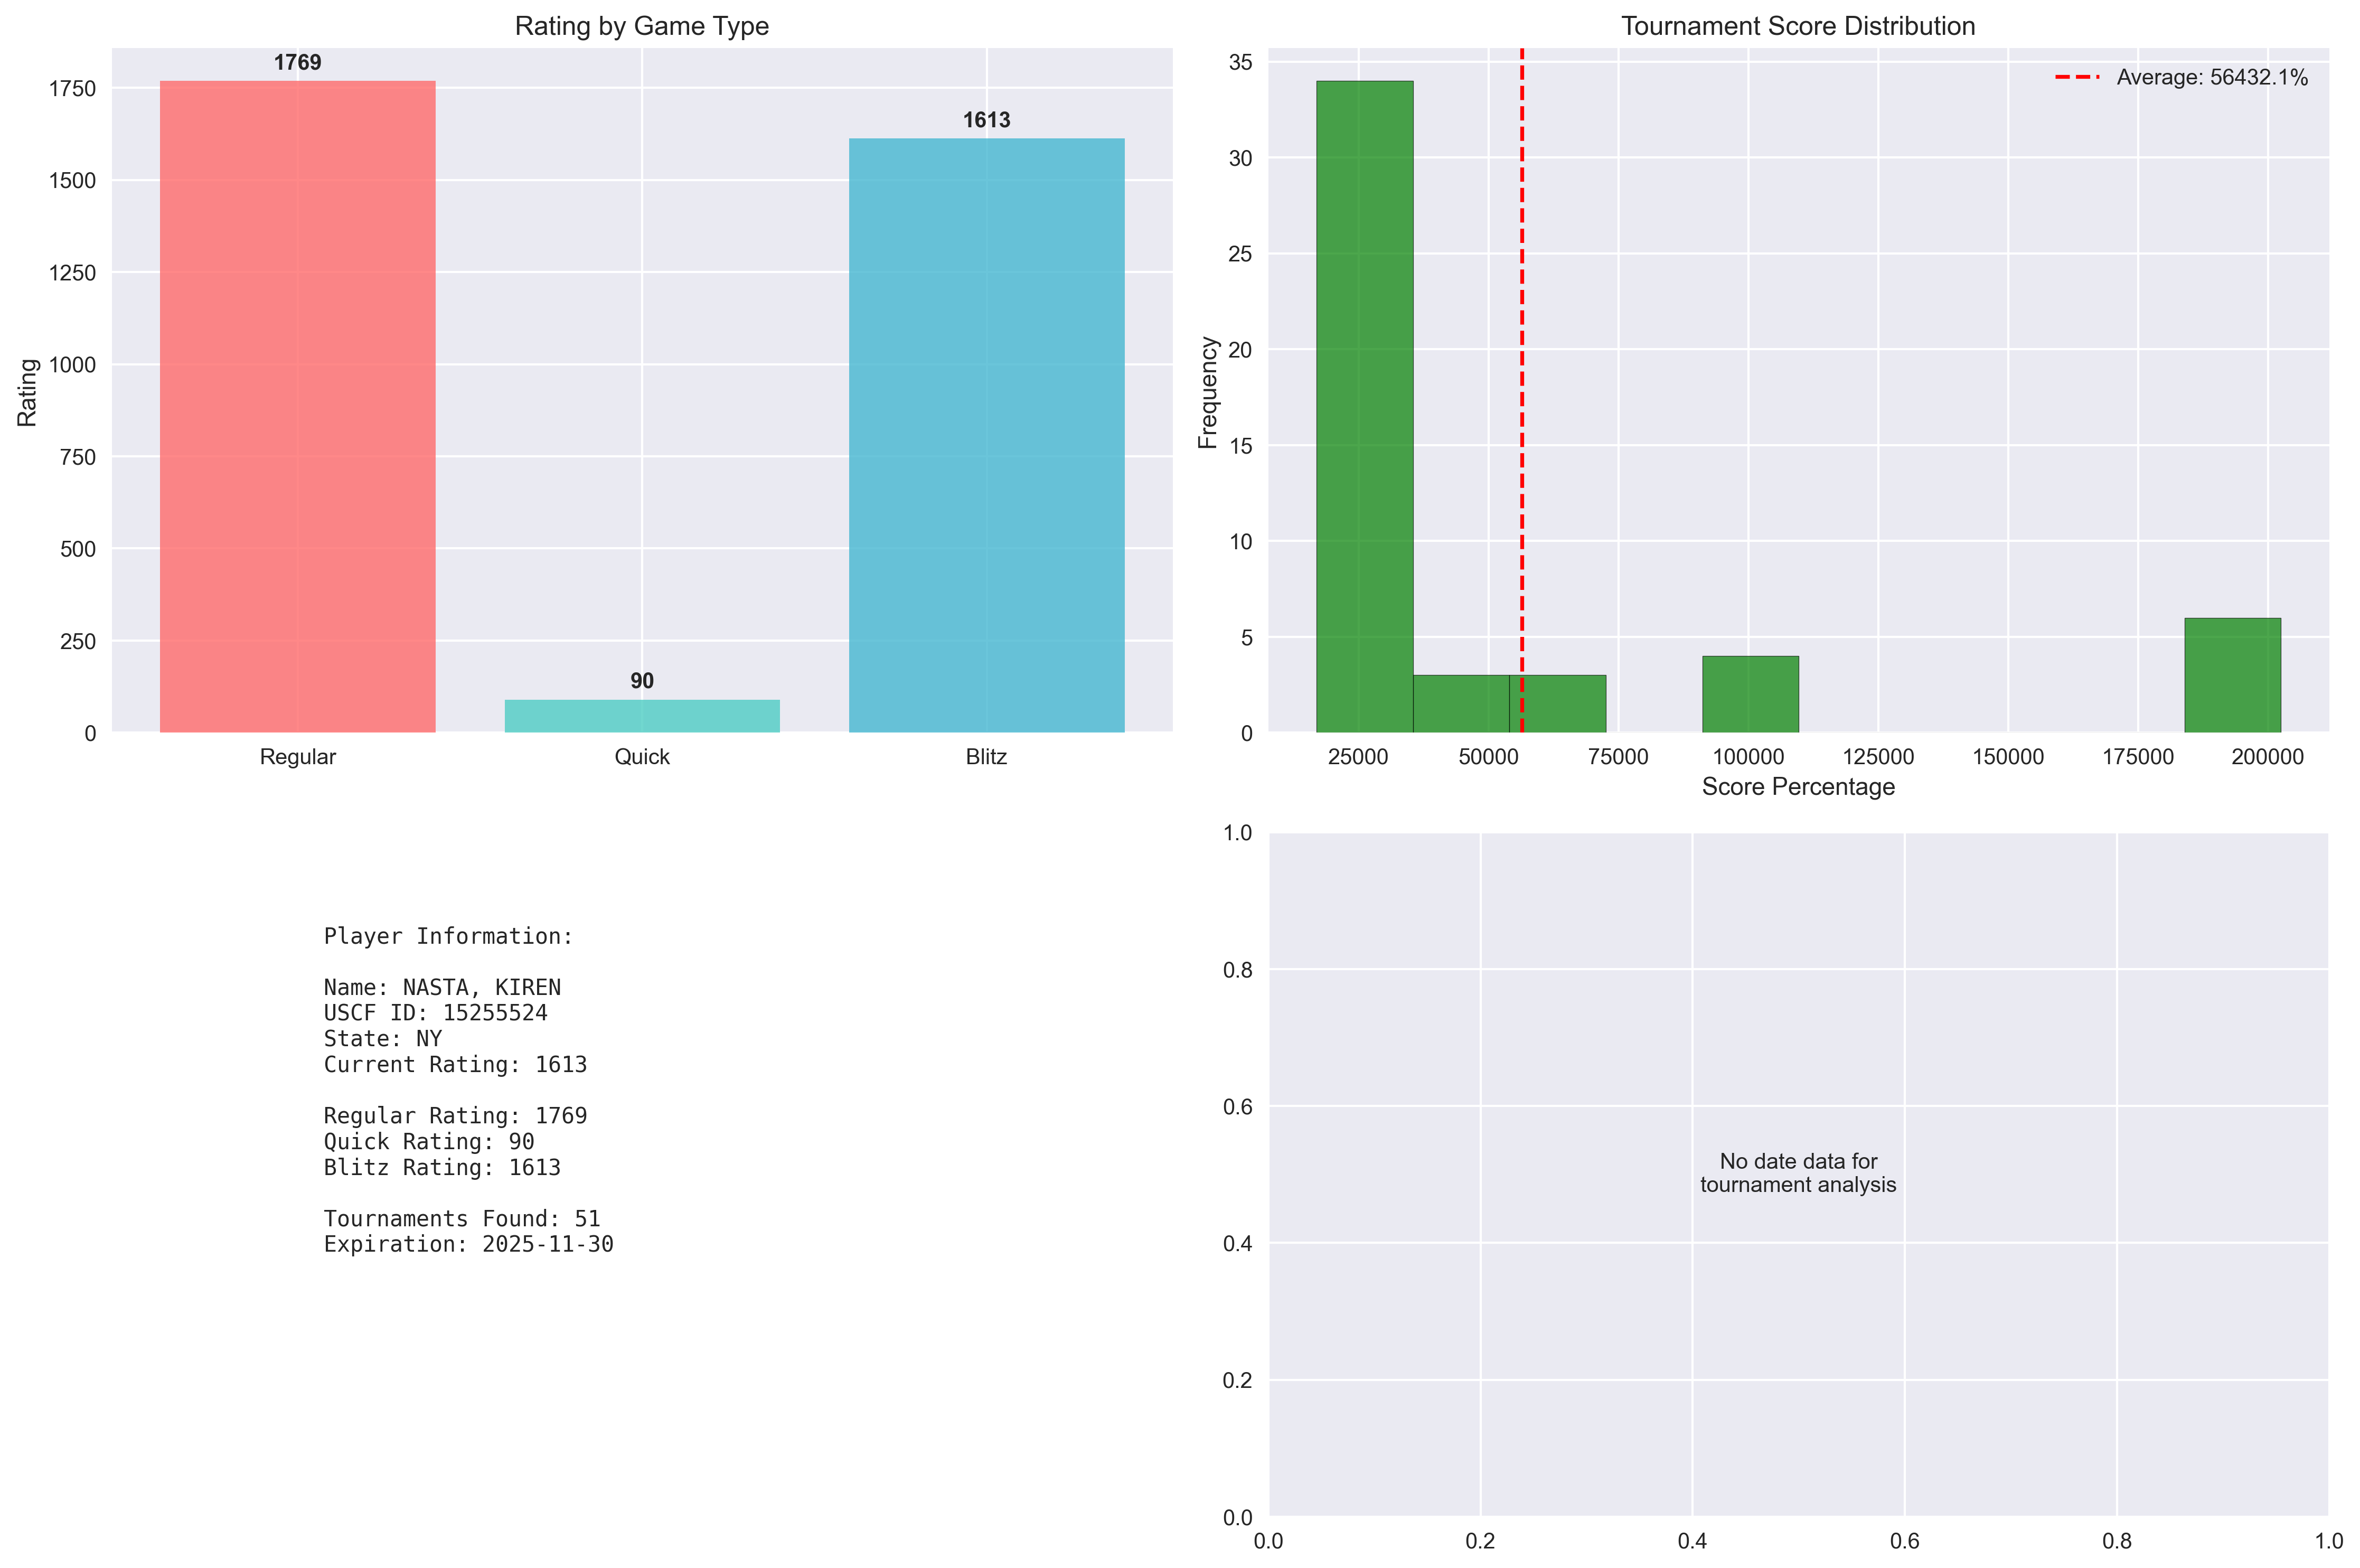 Rating by Game Type
1769
1613
90
Rating
1750
1500
1250
1000
750
500
250
0
Regular
Quick
Blitz
Tournament Score Distribution
Average: 56432.1%
Frequency
35
30
25
20
15
10
5
0
25000
50000
75000
100000
125000
150000
175000
200000
Score Percentage
Player Information:
Name: NASTA, KIREN
USCF ID: 15255524
State: NY
Current Rating: 1613
Regular Rating: 1769
Quick Rating: 90
Blitz Rating: 1613
Tournaments Found: 51
Expiration: 2025-11-30
1.0
0.8
0.6
0.4
0.2
0.0
No date data for
tournament analysis
0.0
0.2
0.4
0.6
0.8
1.0